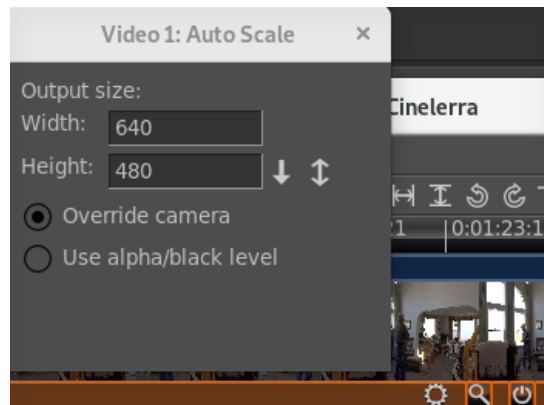 Video 1: Auto Scale
Output size:
Width: 640
Height: 480
Override camera
Use alpha/black level
Cinelerra
0:01:23:1